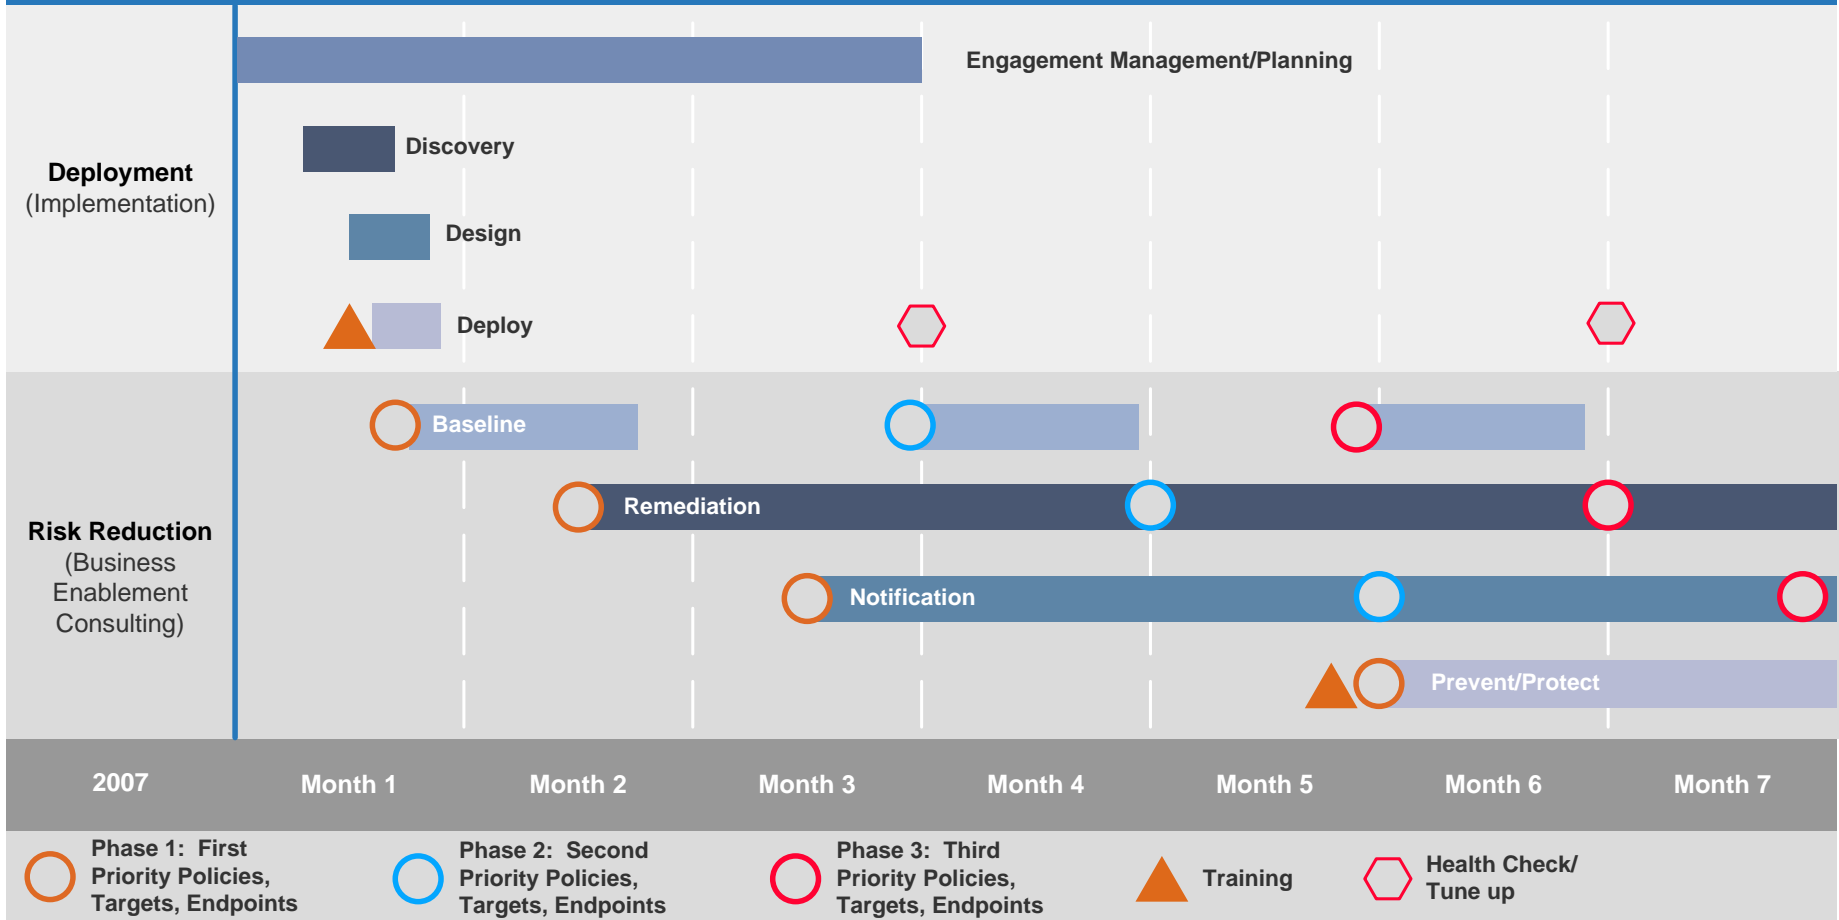 Engagement Management/Planning
Discovery
Deployment
(Implementation)
Design
Deploy
Baseline
Remediation
Risk Reduction
(Business
Enablement
Consulting)
Notification
Prevent/Protect
2007
Month 1
Month 2
Month 3
Month 4
Month 5
Month 6
Month 7
Phase 1:  First
Priority Policies,
Targets, Endpoints
Phase 2:  Second
Priority Policies,
Targets, Endpoints
Phase 3:  Third
Priority Policies,
Targets, Endpoints
Training
Health Check/
Tune up